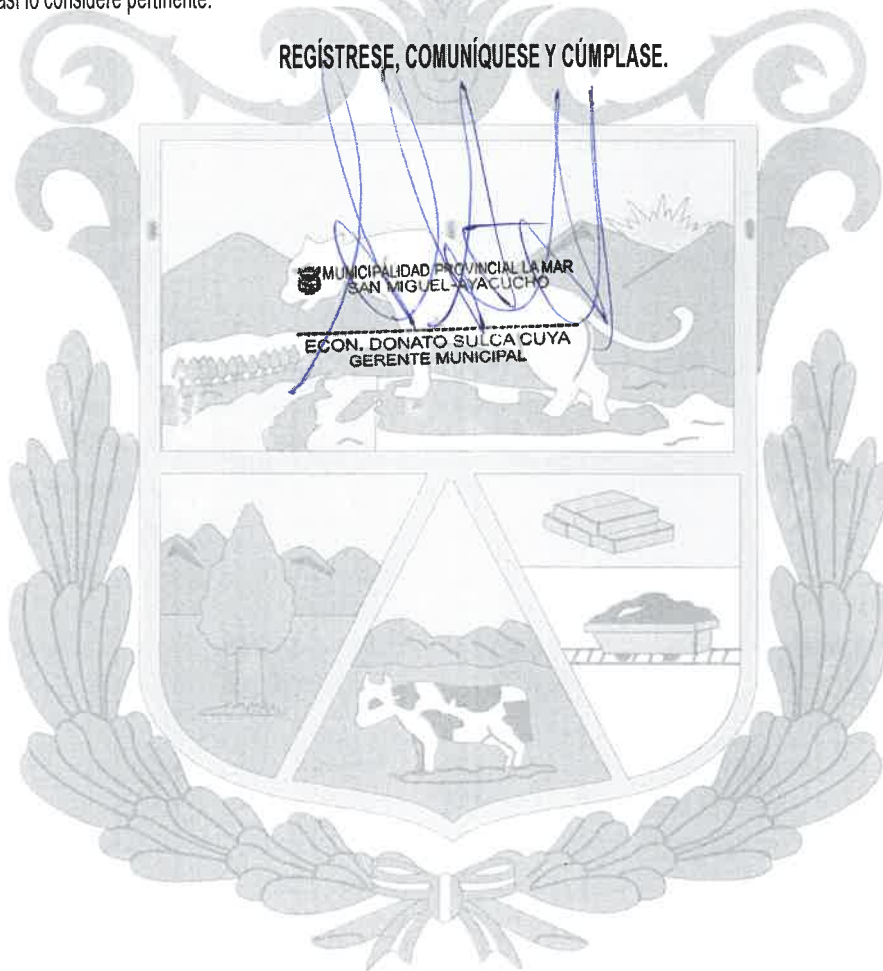 así lo considere pertinente.
REGÍSTRESE, COMUNÍQUESE Y CÚMPLASE.
MUNICIPALIDAD PROVINCIAL LA MAR
SAN MIGUEL-AYACUCHO
ECON. DONATO SULCA CUYA
GERENTE MUNICIPAL